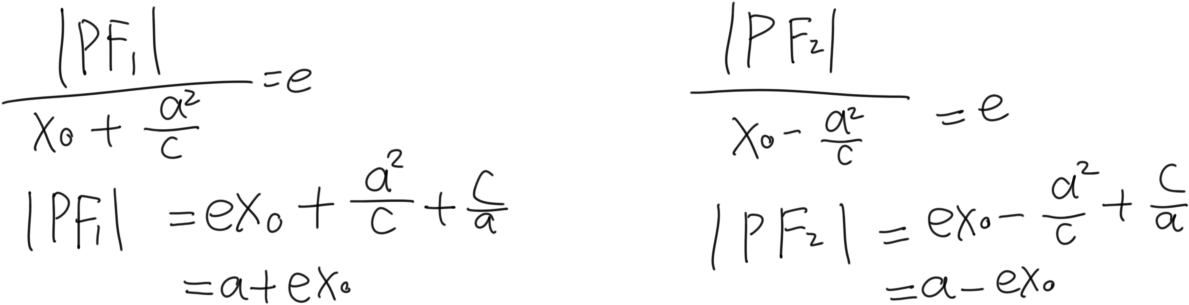 |PF₁| / (x₀ + a²/c) = e
|PF₁| = ex₀ + a²/c + c/a
= a + ex₀
|PF₂| / (x₀ - a²/c) = e
|PF₂| = ex₀ - a²/c + c/a
= a - ex₀